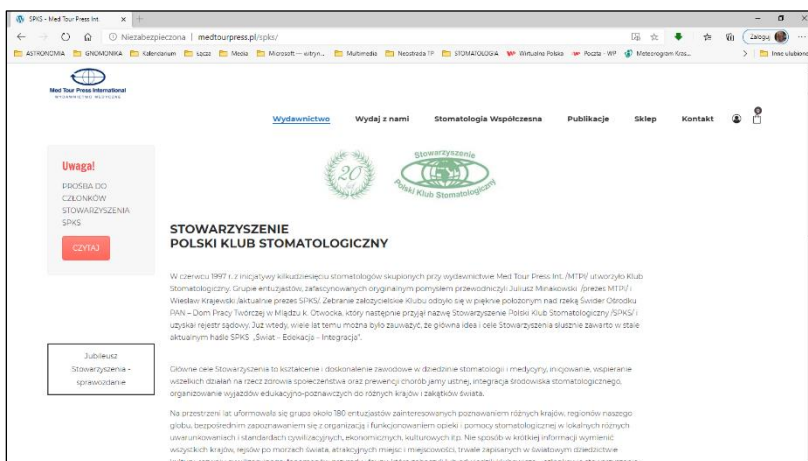 SPKS - Med Tour Press Int
Niezabezpieczona | medtourpress.pl/spks/
Zaloguj
ASTRONOMIA GNOMONIKA Kalendarium Łącza Media Microsoft — witryn... Multimedia Neostrada TP STOMATOLOGIA Wirtualna Polska Poczta - WP Meteorogram Kras... Inne ulubione
Med Tour Press International
WYDAWNICTWO MEDYCZNE
Wydawnictwo Wydaj z nami Stomatologia Współczesna Publikacje Sklep Kontakt 0
Uwaga!
PROŚBA DO
CZŁONKÓW
STOWARZYSZENIA
SPKS
CZYTAJ
20
Stowarzyszenie
Polski Klub Stomatologiczny
STOWARZYSZENIE
POLSKI KLUB STOMATOLOGICZNY
W czerwcu 1997 r. z inicjatywy kilkudziesięciu stomatologów skupionych przy wydawnictwie Med Tour Press Int. /MTPI/ utworzyło Klub
Stomatologiczny. Grupie entuzjastów, zafascynowanych oryginalnym pomysłem przewodniczyli Juliusz Minakowski /prezes MTPI/ i
Wiesław Krajewski /aktualnie prezes SPKS/. Zebranie założycielskie Klubu odbyło się w pięknie położonym nad rzeką Świder Ośrodku
PAN – Dom Pracy Twórczej w Mlądzu k. Otwocka, który następnie przyjął nazwę Stowarzyszenie Polski Klub Stomatologiczny /SPKS/ i
uzyskał rejestr sądowy. Już wtedy, wiele lat temu można było zauważyć, że główna idea i cele Stowarzyszenia słusznie zawarto w stale
aktualnym haśle SPKS „Świat – Edukacja – Integracja".
Jubileusz
Stowarzyszenia -
sprawozdanie
Główne cele Stowarzyszenia to kształcenie i doskonalenie zawodowe w dziedzinie stomatologii i medycyny, inicjowanie, wspieranie
wszelkich działań na rzecz zdrowia społeczeństwa oraz prewencji chorób jamy ustnej, integracja środowiska stomatologicznego,
organizowanie wyjazdów edukacyjno-poznawczych do różnych krajów i zakątków świata.
Na przestrzeni lat uformowała się grupa około 180 entuzjastów zainteresowanych poznawaniem różnych krajów, regionów naszego
globu, bezpośrednim zapoznawaniem się z organizacją i funkcjonowaniem opieki i pomocy stomatologicznej w lokalnych różnych
uwarunkowaniach i standardach cywilizacyjnych, ekonomicznych, kulturowych itp. Nie sposób w krótkiej informacji wymienić
wszystkich krajów, rejsów po morzach świata, atrakcyjnych miejsc i miejscowości, trwale zapisanych w światowym dziedzictwie